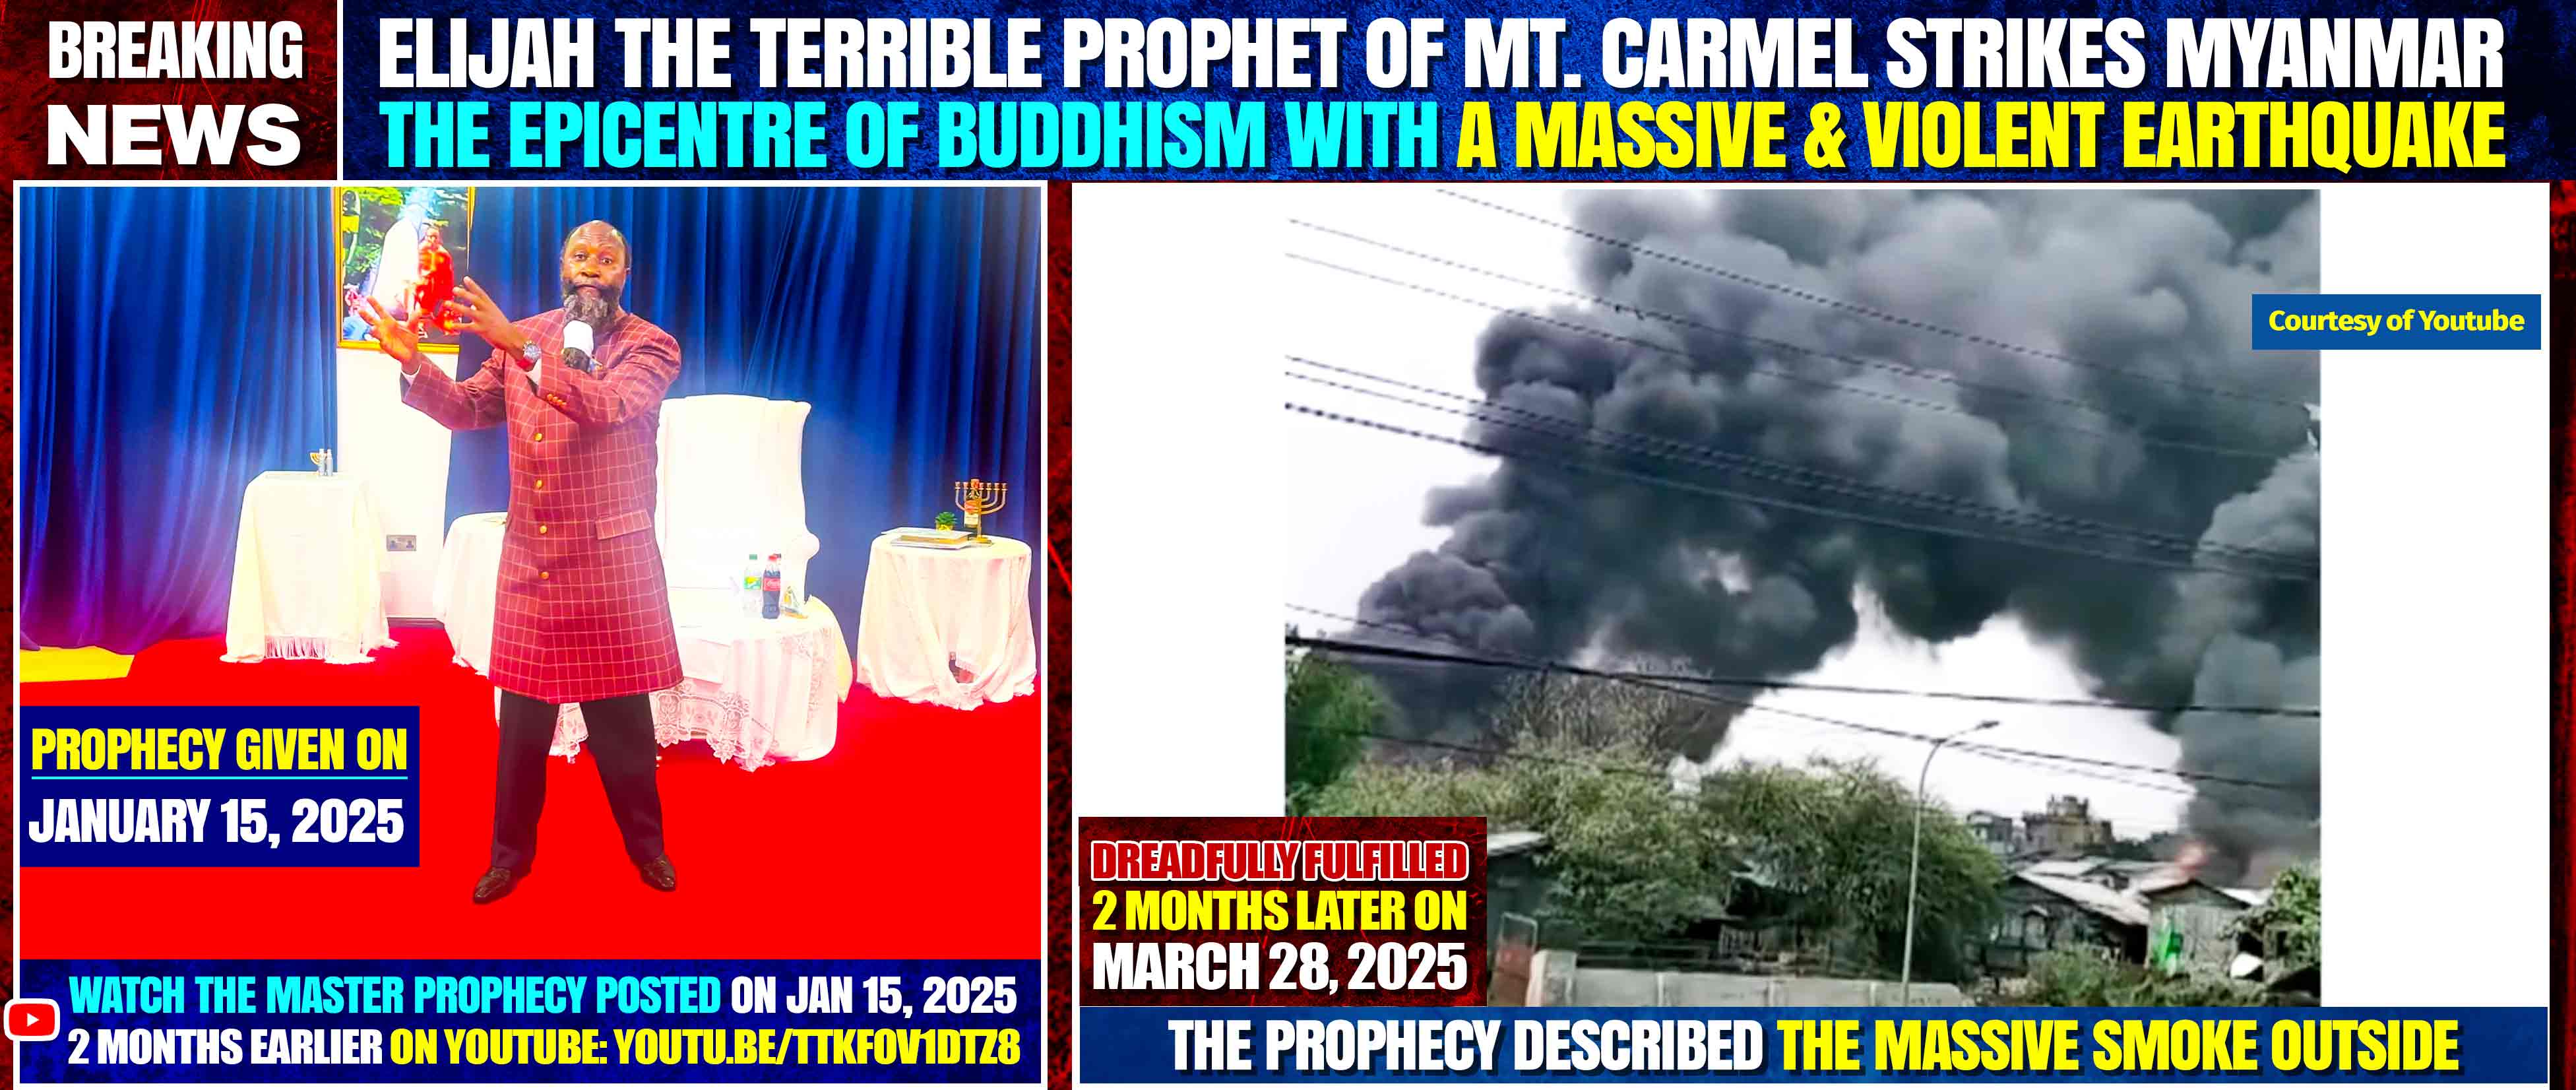 BREAKING
NEWS
ELIJAH THE TERRIBLE PROPHET OF MT. CARMEL STRIKES MYANMAR
THE EPICENTRE OF BUDDHISM WITH A MASSIVE & VIOLENT EARTHQUAKE
Courtesy of Youtube
PROPHECY GIVEN ON
JANUARY 15, 2025
WATCH THE MASTER PROPHECY POSTED ON JAN 15, 2025
2 MONTHS EARLIER ON YOUTUBE: YOUTU.BE/TTKFOV1DTZ8
DREADFULLY FULFILLED
2 MONTHS LATER ON
MARCH 28, 2025
THE PROPHECY DESCRIBED THE MASSIVE SMOKE OUTSIDE